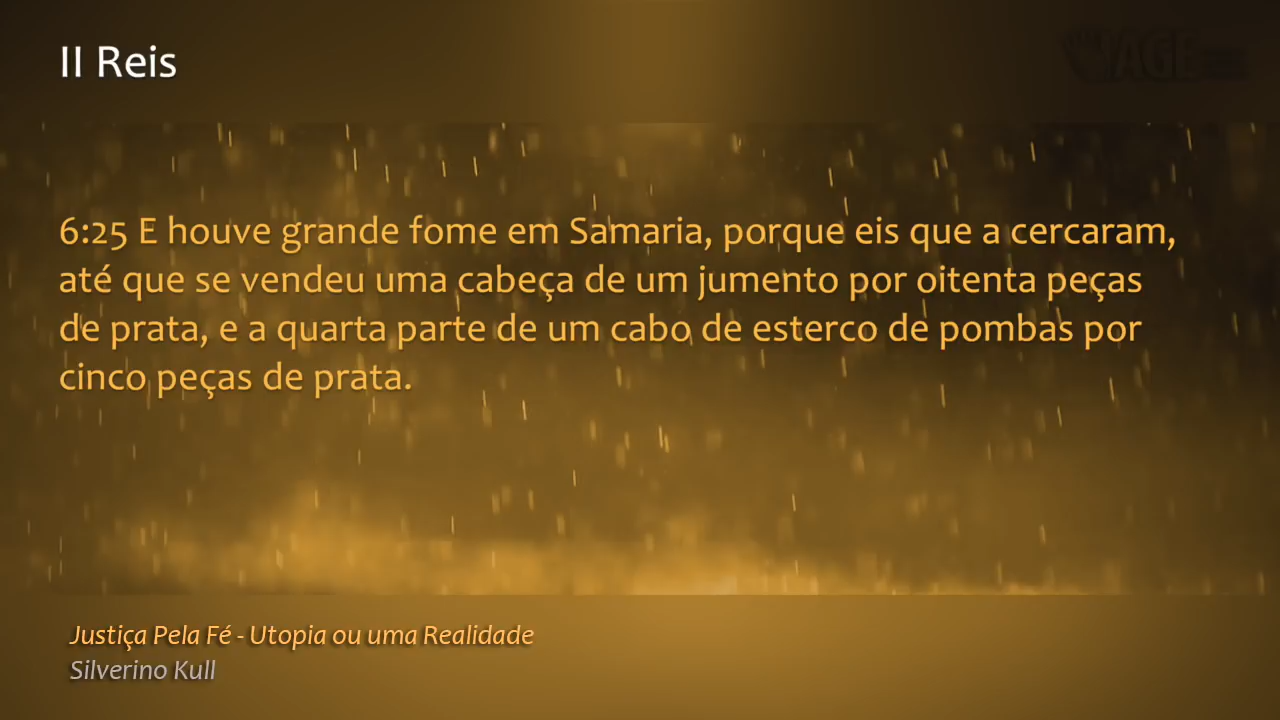 II Reis
6:25 E houve grande fome em Samaria, porque eis que a cercaram,
até que se vendeu uma cabeça de um jumento por oitenta peças
de prata, e a quarta parte de um cabo de esterco de pombas por
cinco peças de prata.
Justiça Pela Fé - Utopia ou uma Realidade
Silverino Kull